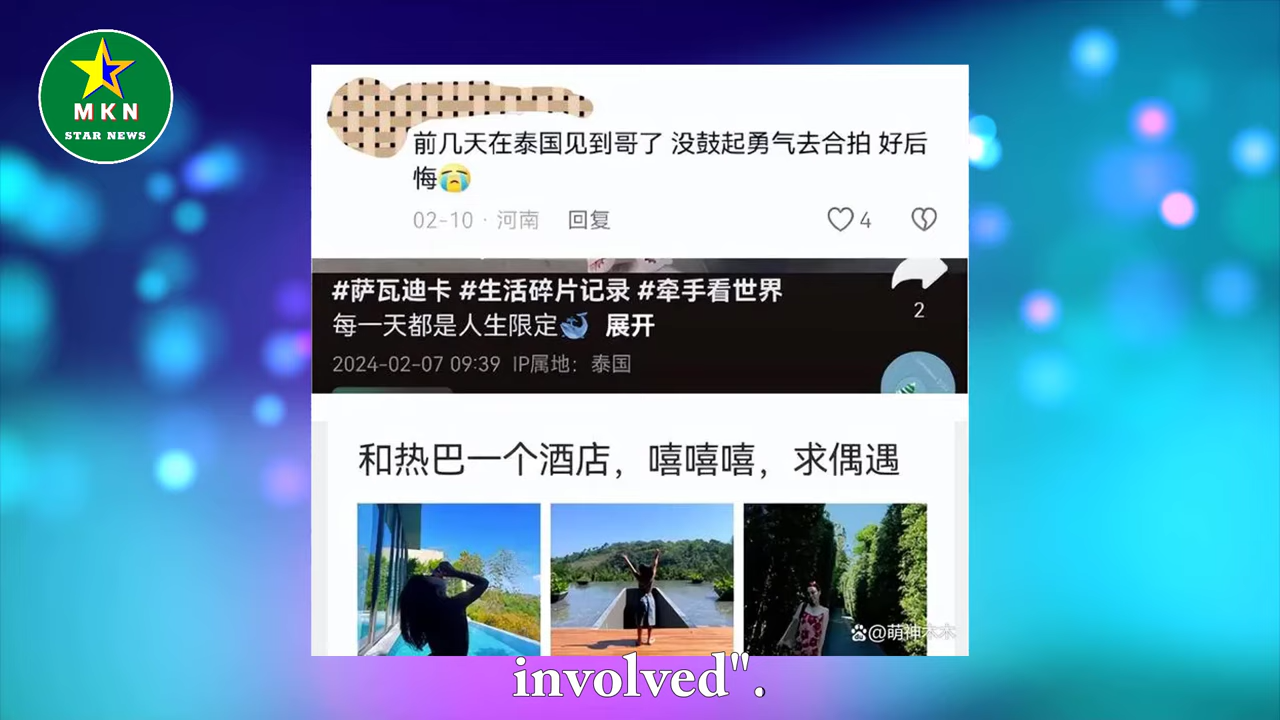 MKN
STAR NEWS
前几天在泰国见到哥了 没鼓起勇气去合拍 好后
悔😭
02-10 · 河南 回复
4
#萨瓦迪卡 #生活碎片记录 #牵手看世界
每一天都是人生限定🐳 展开
2
2024-02-07 09:39 IP属地：泰国
和热巴一个酒店，嘻嘻嘻，求偶遇
@萌神木木
involved".